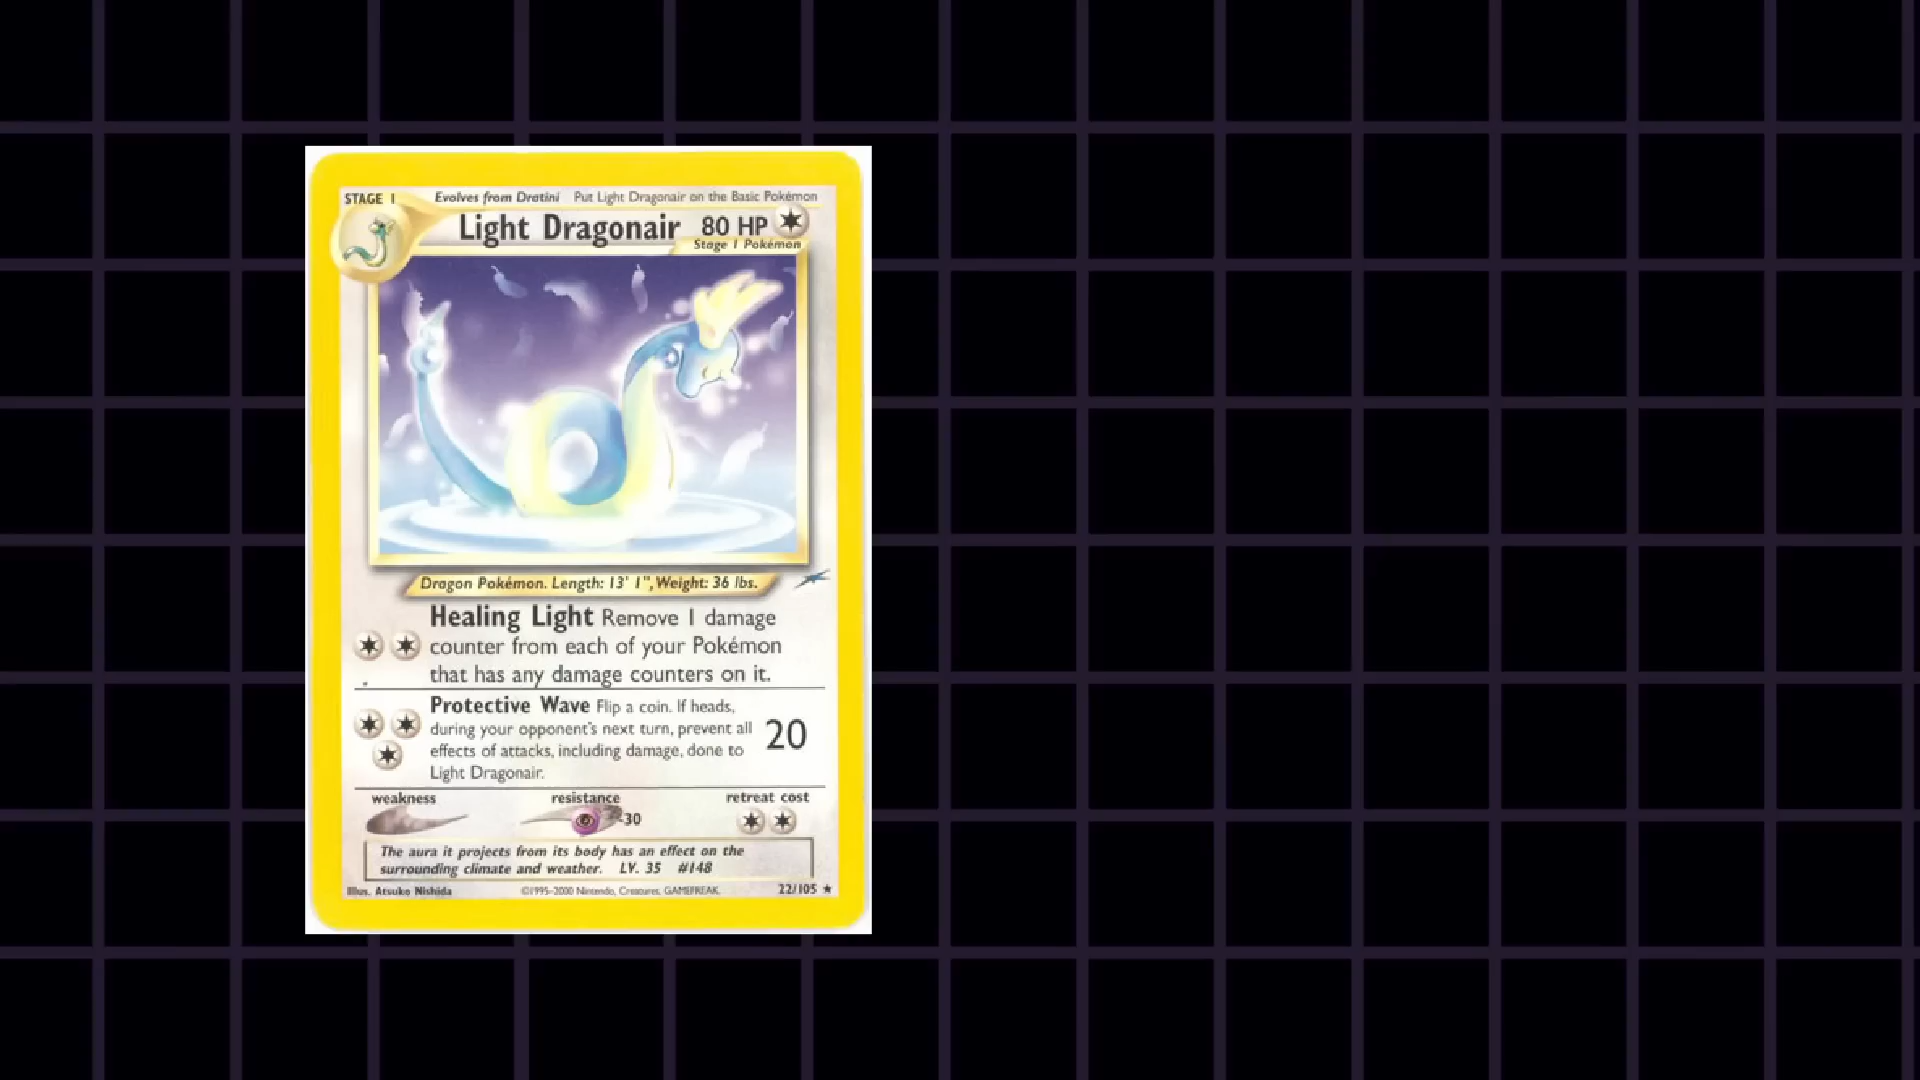 STAGE 1
Evolves from Dratini Put Light Dragonair on the Basic Pokémon
Light Dragonair 80 HP
Stage 1 Pokémon
Dragon Pokémon. Length: 13' 1", Weight: 36 lbs.
Healing Light Remove 1 damage
counter from each of your Pokémon
that has any damage counters on it.
Protective Wave Flip a coin. If heads,
during your opponent's next turn, prevent all
effects of attacks, including damage, done to
Light Dragonair.
20
weakness resistance retreat cost
-30
The aura it projects from its body has an effect on the
surrounding climate and weather. LV. 35 #148
Illus. Atsuko Nishida ©1995-2000 Nintendo, Creatures, GAMEFREAK. 22/105